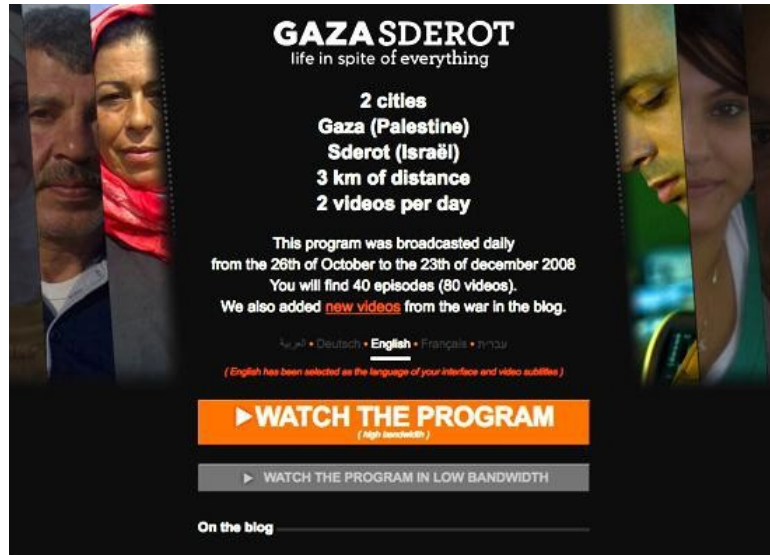 GAZASDEROT
life in spite of everything
2 cities
Gaza (Palestine)
Sderot (Israël)
3 km of distance
2 videos per day
This program was broadcasted daily
from the 26th of October to the 23th of december 2008
You will find 40 episodes (80 videos).
We also added new videos from the war in the blog.
العربية • Deutsch • English • Français • עברית
( English has been selected as the language of your interface and video subtitles )
WATCH THE PROGRAM
( high bandwidth )
WATCH THE PROGRAM IN LOW BANDWIDTH
On the blog